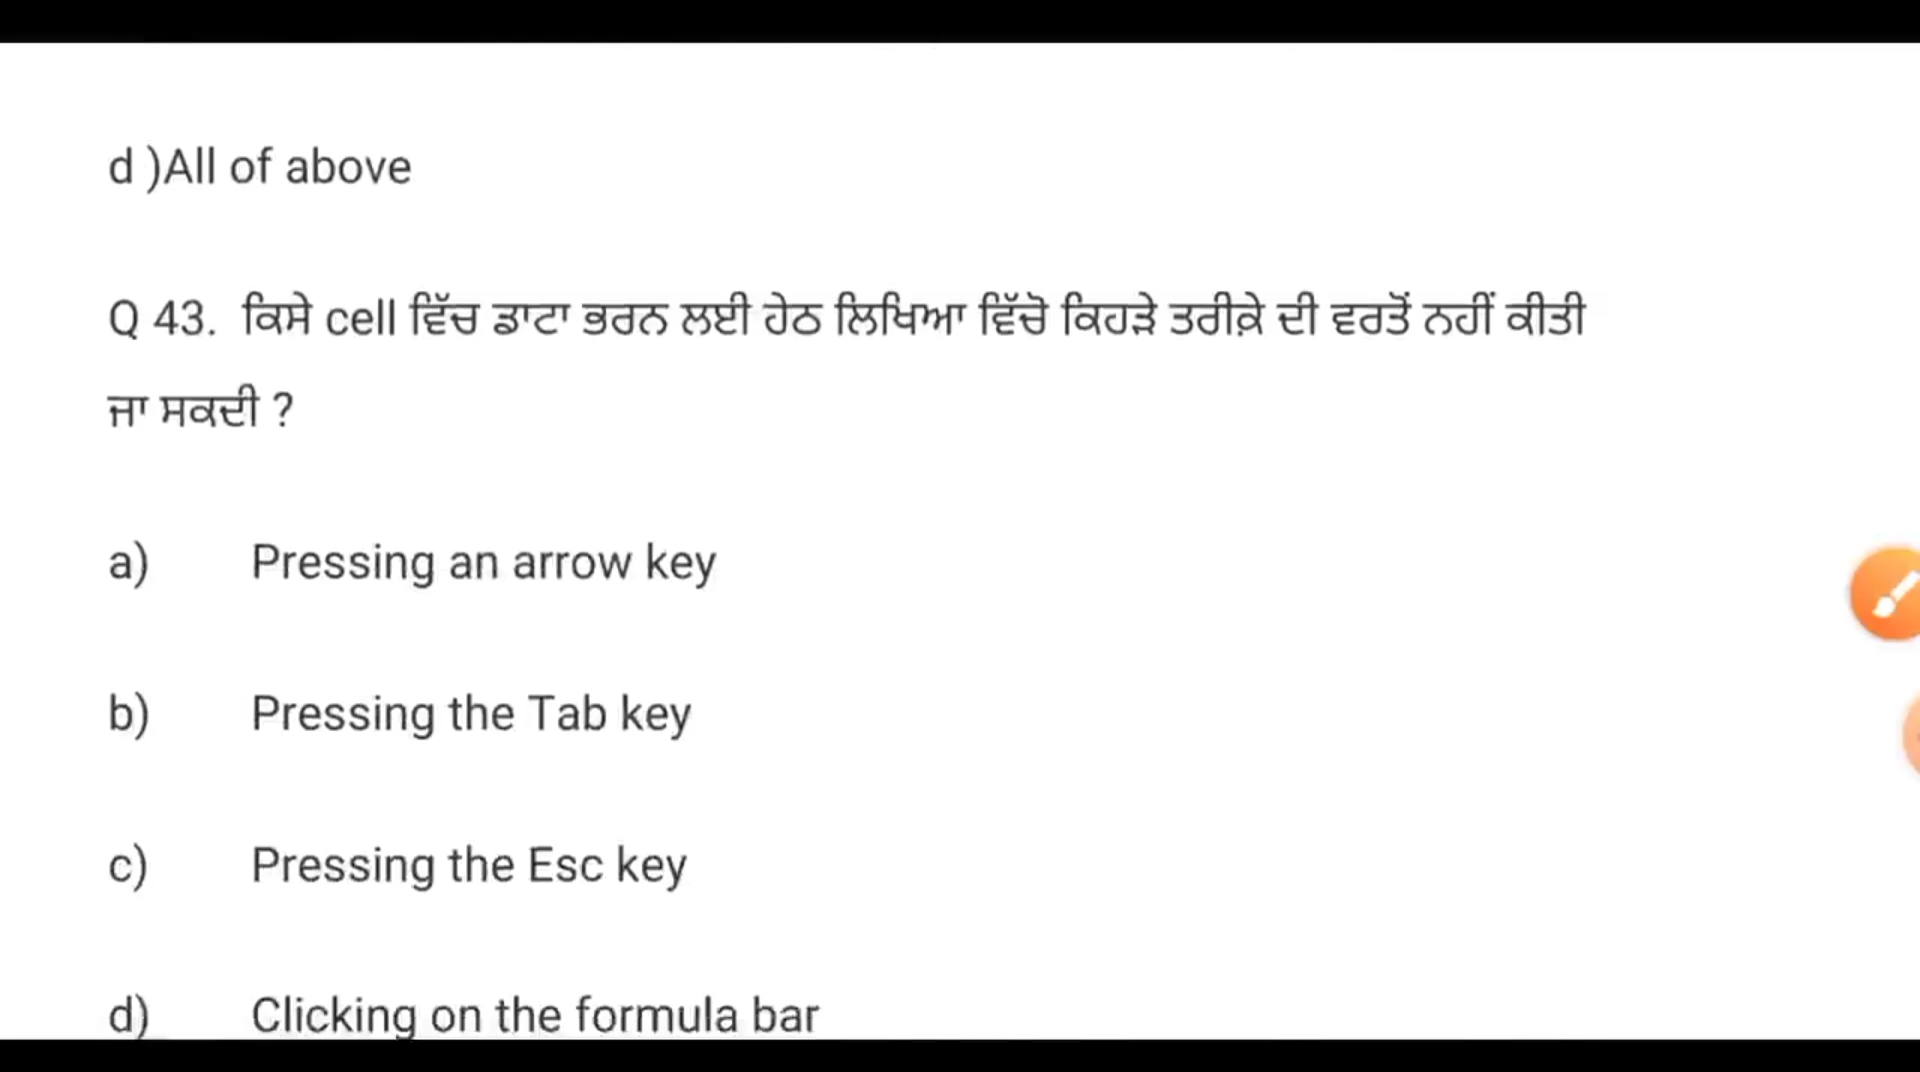 d )All of above
Q 43. ਕਿਸੇ cell ਵਿੱਚ ਡਾਟਾ ਭਰਨ ਲਈ ਹੇਠ ਲਿਖਿਆ ਵਿੱਚੋ ਕਿਹੜੇ ਤਰੀਕ਼ੇ ਦੀ ਵਰਤੋਂ ਨਹੀਂ ਕੀਤੀ
ਜਾ ਸਕਦੀ ?
a) Pressing an arrow key
b) Pressing the Tab key
c) Pressing the Esc key
d) Clicking on the formula bar